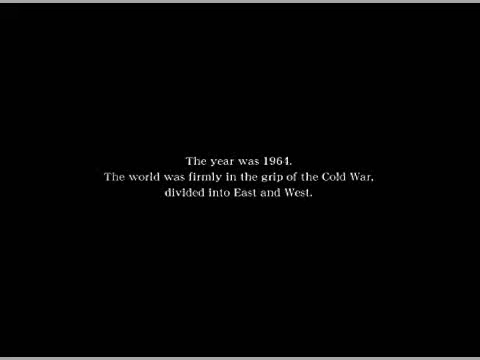 The year was 1964.
The world was firmly in the grip of the Cold War,
divided into East and West.